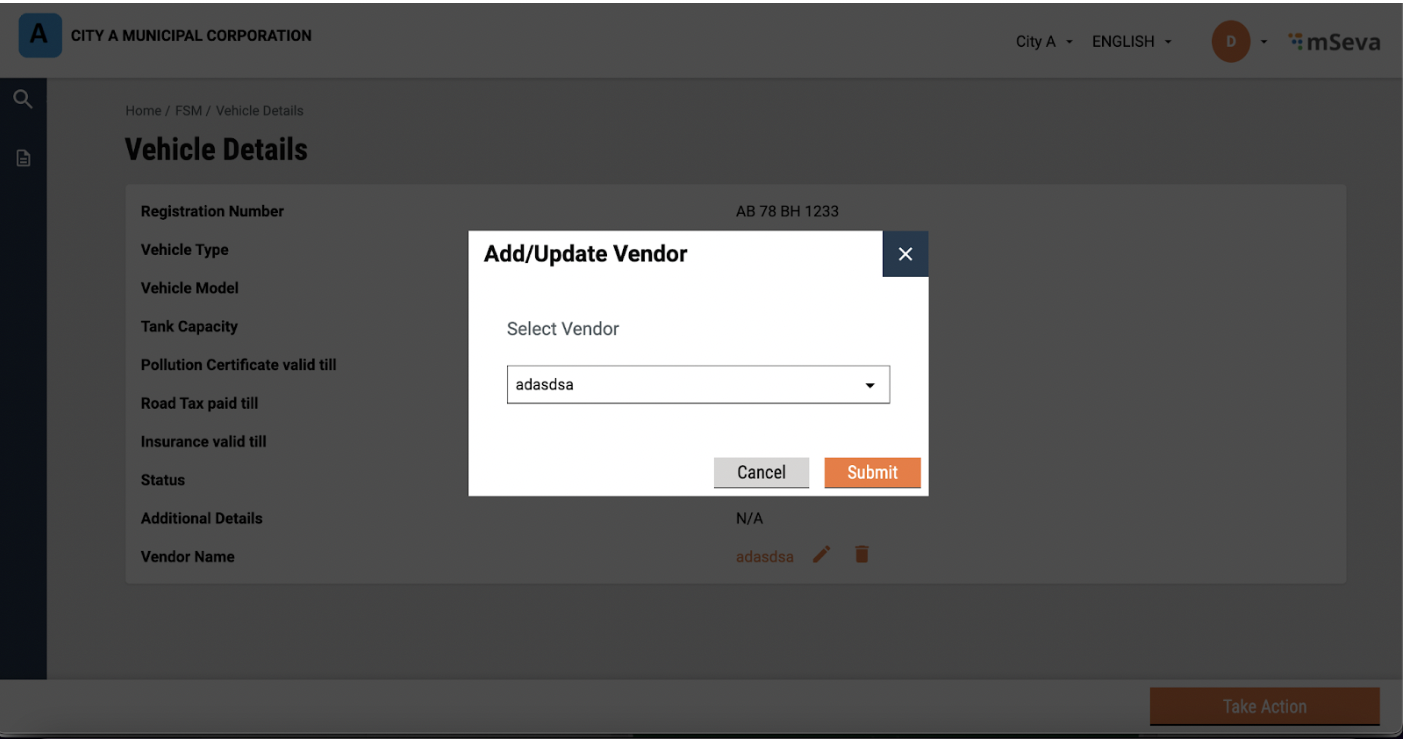 A CITY A MUNICIPAL CORPORATION City A ENGLISH D mSeva
Home / FSM / Vehicle Details
Vehicle Details
Registration Number AB 78 BH 1233
Vehicle Type
Vehicle Model
Tank Capacity
Pollution Certificate valid till
Road Tax paid till
Insurance valid till
Status
Additional Details N/A
Vendor Name adasdsa
Add/Update Vendor
Select Vendor
adasdsa
Cancel Submit
Take Action